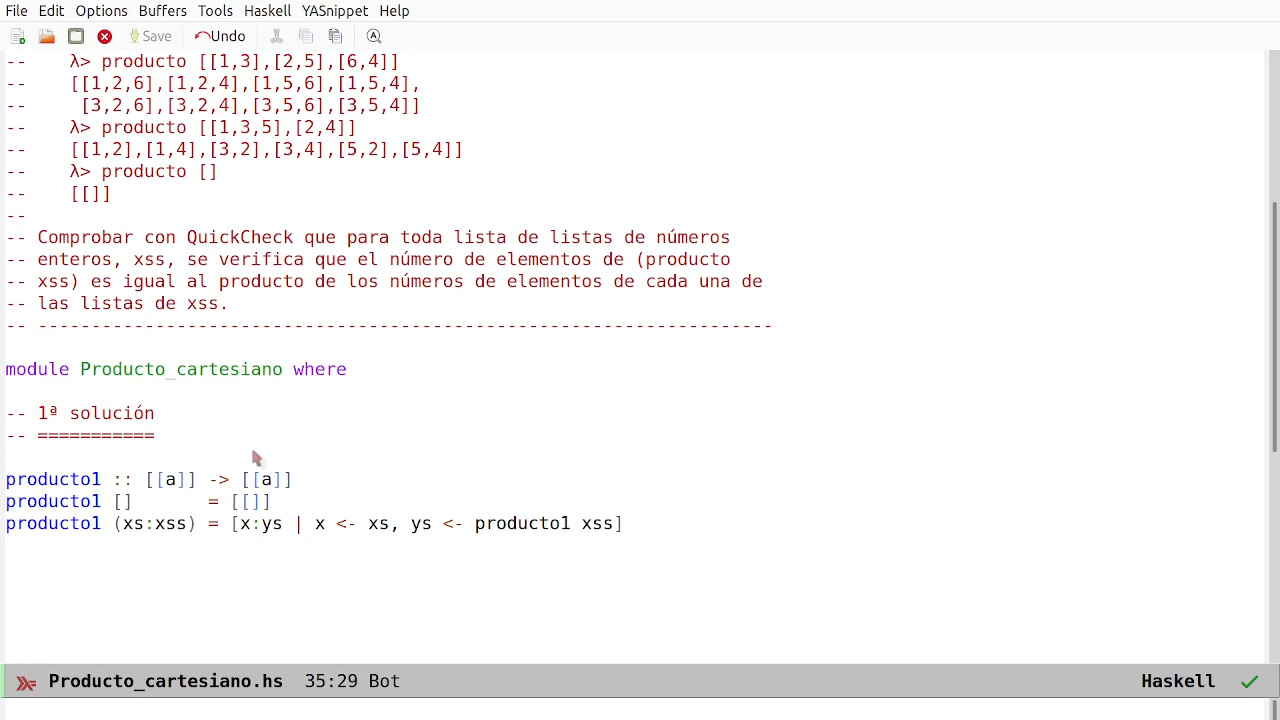 File Edit Options Buffers Tools Haskell YASnippet Help
Save Undo
--    λ> producto [[1,3],[2,5],[6,4]]
--    [[1,2,6],[1,2,4],[1,5,6],[1,5,4],
--     [3,2,6],[3,2,4],[3,5,6],[3,5,4]]
--    λ> producto [[1,3,5],[2,4]]
--    [[1,2],[1,4],[3,2],[3,4],[5,2],[5,4]]
--    λ> producto []
--    [[]]
--
-- Comprobar con QuickCheck que para toda lista de listas de números
-- enteros, xss, se verifica que el número de elementos de (producto
-- xss) es igual al producto de los números de elementos de cada una de
-- las listas de xss.
-- ---------------------------------------------------------------------
module Producto_cartesiano where
-- 1ª solución
-- ===========
producto1 :: [[a]] -> [[a]]
producto1 []       = [[]]
producto1 (xs:xss) = [x:ys | x <- xs, ys <- producto1 xss]
Producto_cartesiano.hs  35:29 Bot Haskell